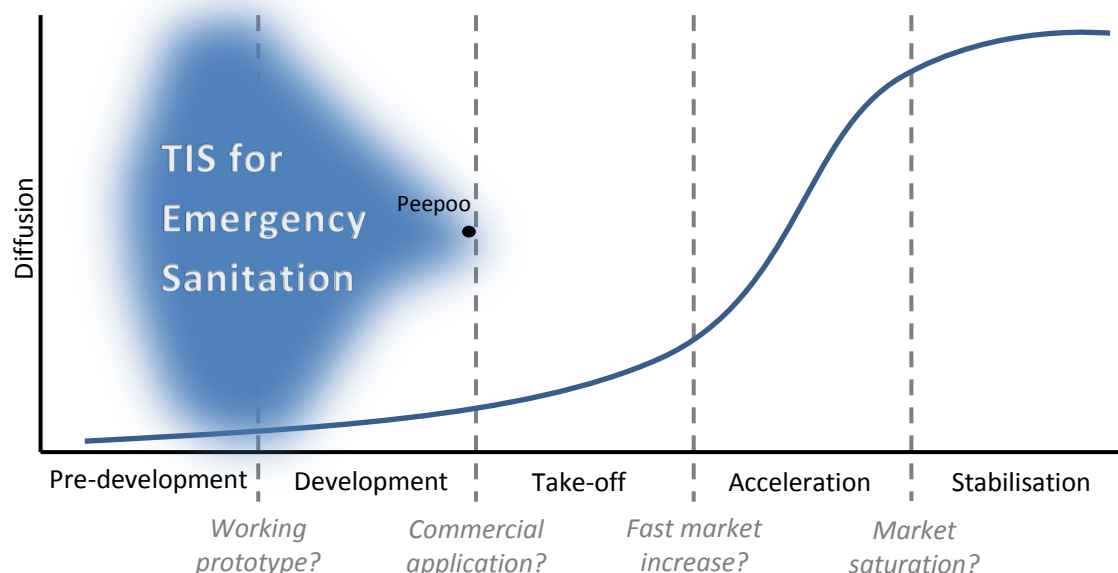 TIS for
Emergency
Sanitation
Peepoo
Diffusion
Pre-development
Development
Take-off
Acceleration
Stabilisation
Working
prototype?
Commercial
application?
Fast market
increase?
Market
saturation?